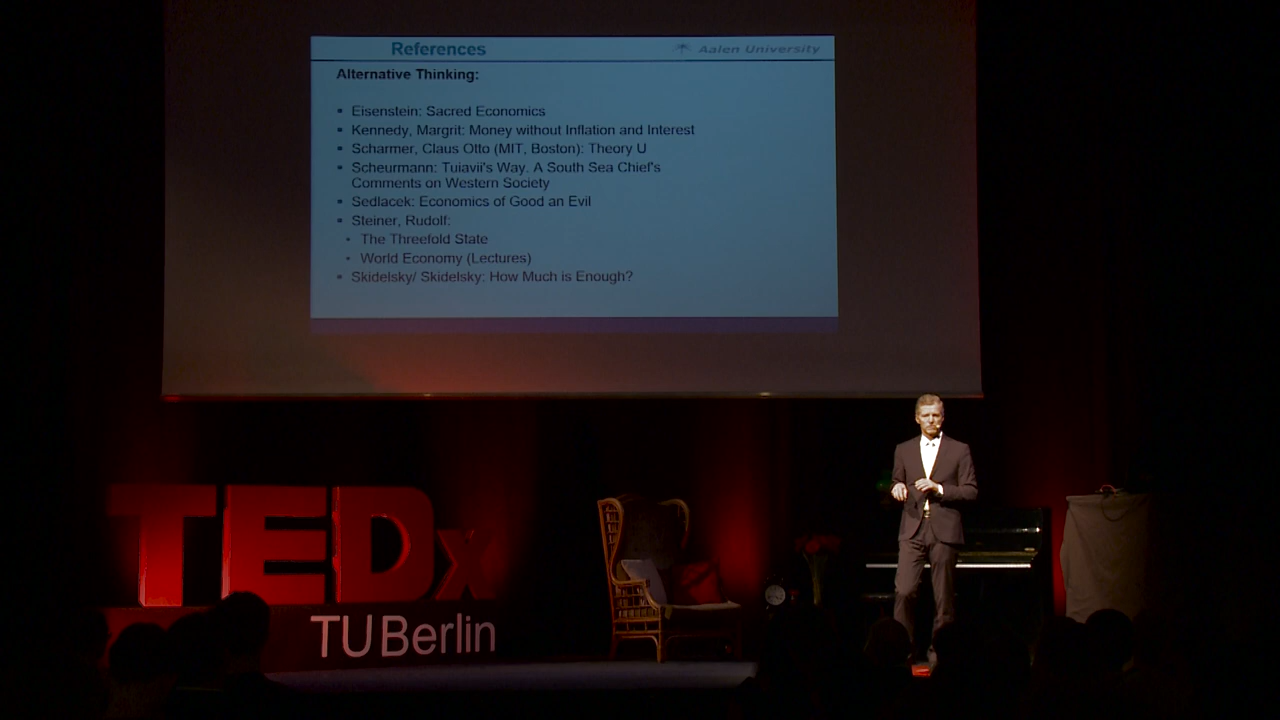 References
Aalen University
Alternative Thinking:
▪ Eisenstein: Sacred Economics
▪ Kennedy, Margrit: Money without Inflation and Interest
▪ Scharmer, Claus Otto (MIT, Boston): Theory U
▪ Scheurmann: Tuiavii's Way. A South Sea Chief's
Comments on Western Society
▪ Sedlacek: Economics of Good an Evil
▪ Steiner, Rudolf:
• The Threefold State
• World Economy (Lectures)
▪ Skidelsky/ Skidelsky: How Much is Enough?
TEDx
TU Berlin